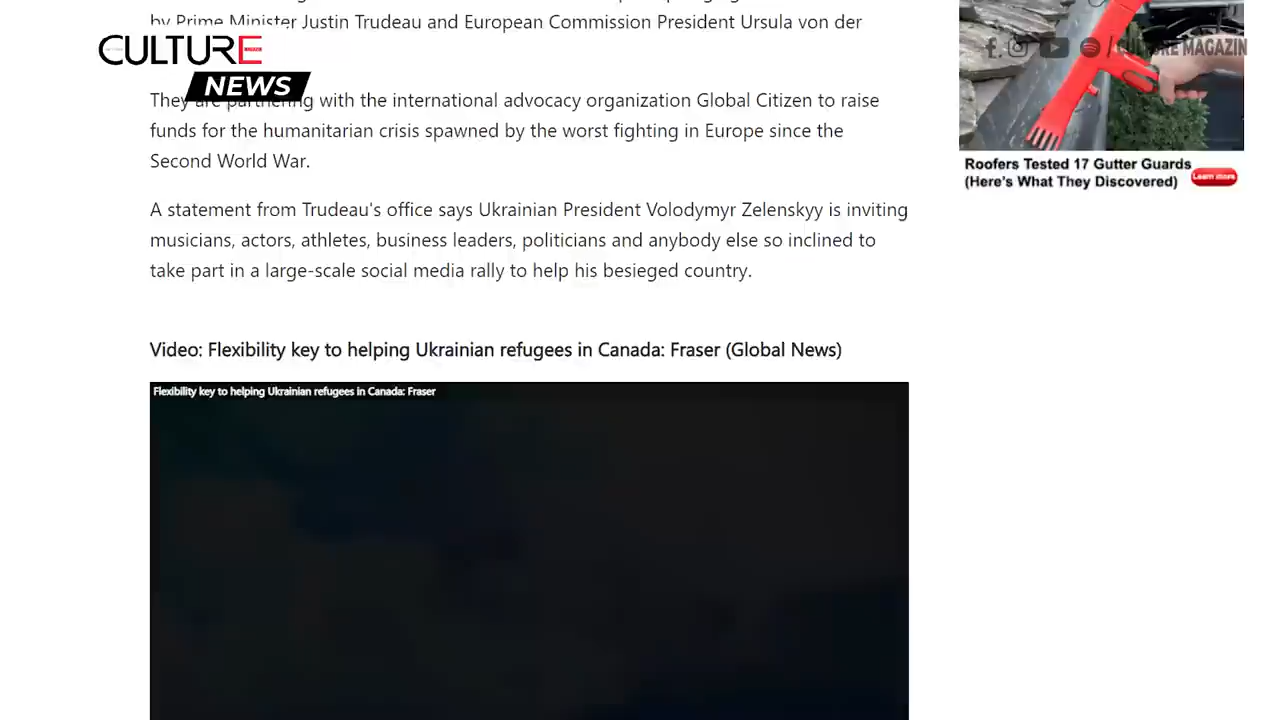 by Prime Minister Justin Trudeau and European Commission President Ursula von der
CULTURE
NEWS
/ CULTURE MAGAZIN
They are partnering with the international advocacy organization Global Citizen to raise
funds for the humanitarian crisis spawned by the worst fighting in Europe since the
Second World War.
Roofers Tested 17 Gutter Guards
(Here's What They Discovered)
Learn more
A statement from Trudeau's office says Ukrainian President Volodymyr Zelenskyy is inviting
musicians, actors, athletes, business leaders, politicians and anybody else so inclined to
take part in a large-scale social media rally to help his besieged country.
Video: Flexibility key to helping Ukrainian refugees in Canada: Fraser (Global News)
Flexibility key to helping Ukrainian refugees in Canada: Fraser